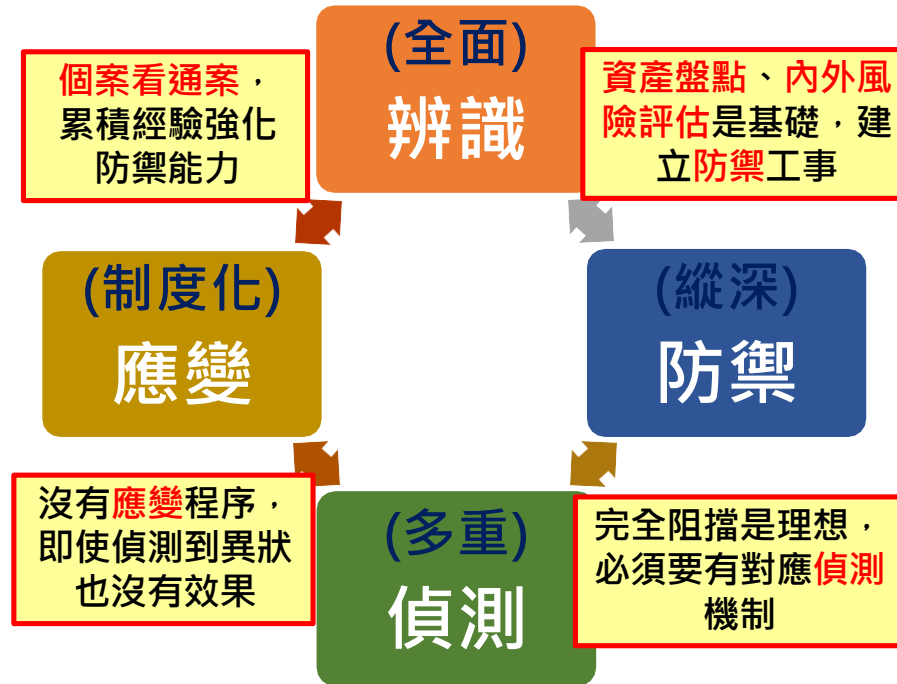 (全面)
辨識
個案看通案，
累積經驗強化
防禦能力
資產盤點、內外風
險評估是基礎，建
立防禦工事
(制度化)
應變
(縱深)
防禦
沒有應變程序，
即使偵測到異狀
也沒有效果
(多重)
偵測
完全阻擋是理想，
必須要有對應偵測
機制